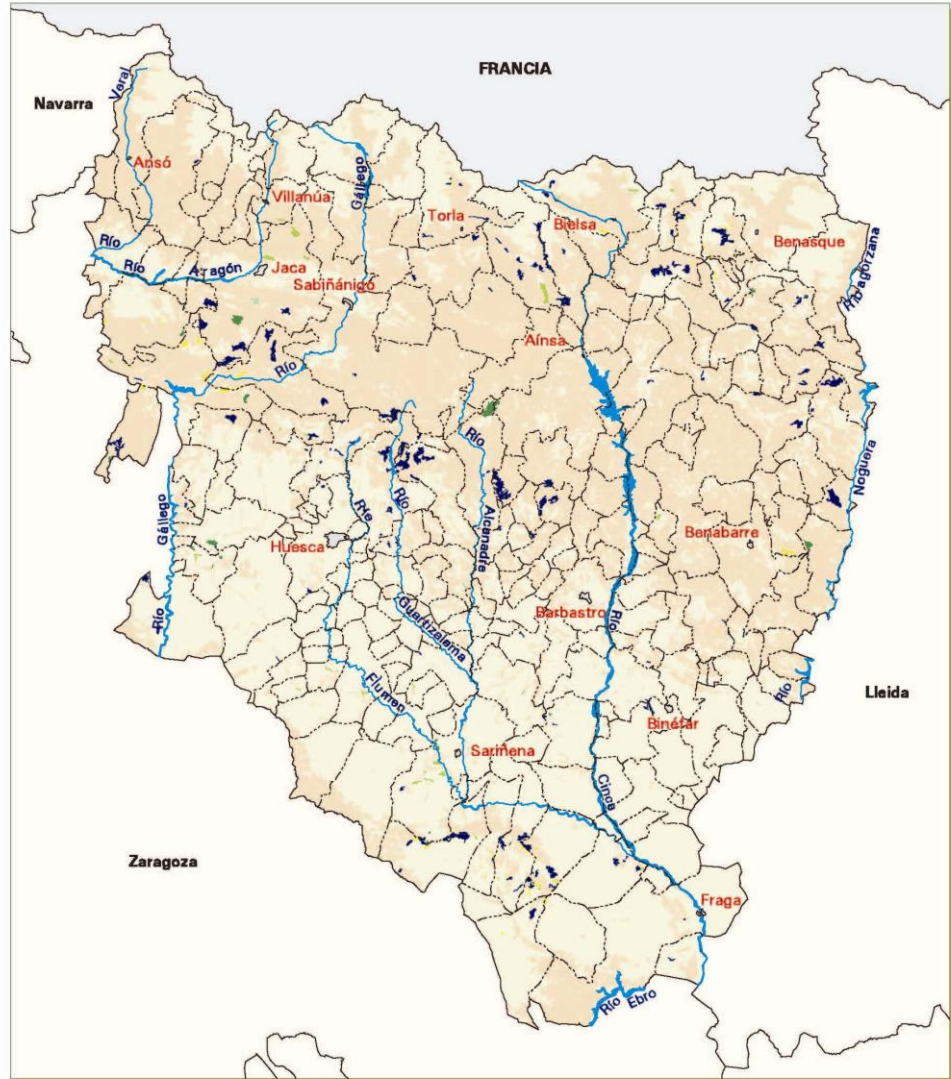 FRANCIA
Navarra
Veral
Ansó
Villanúa
Gállego
Torla
Bielsa
Benasque
Río
Río
Aragón
Jaca
Sabiñánigo
Río agorzana
Aínsa
Río
Río
Noguera
Río
Río
Alcanadre
Gállego
Huesca
Benabarre
Río
Guartizalema
Barbastro
Río
Flumen
Río
Lleida
Binéfar
Sariñena
Cinca
Zaragoza
Fraga
Río Ebro